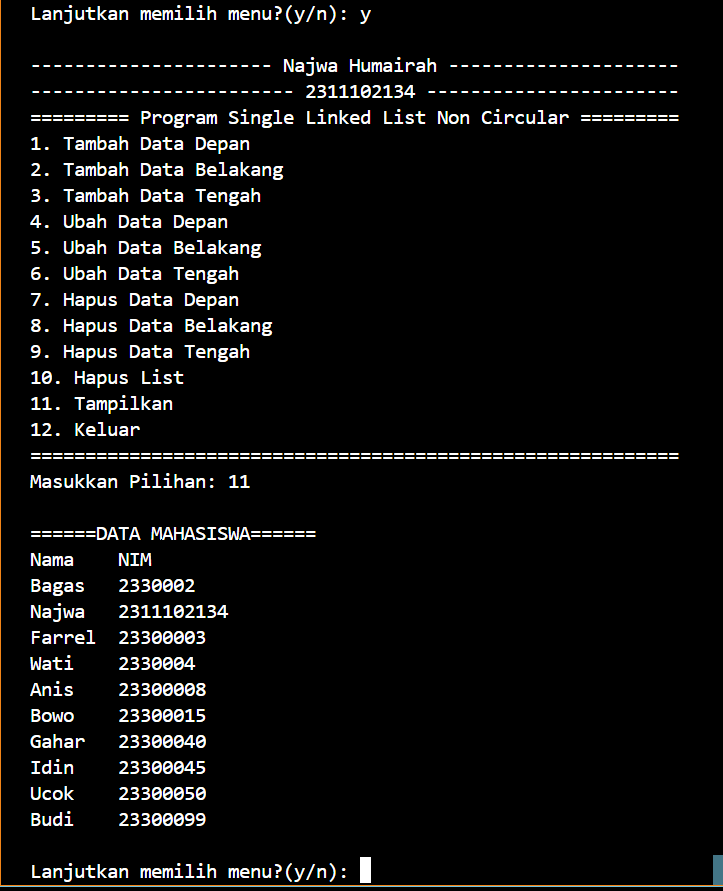 Lanjutkan memilih menu?(y/n): y
---------------------- Najwa Humairah ---------------------
------------------------ 2311102134 -----------------------
========= Program Single Linked List Non Circular =========
1. Tambah Data Depan
2. Tambah Data Belakang
3. Tambah Data Tengah
4. Ubah Data Depan
5. Ubah Data Belakang
6. Ubah Data Tengah
7. Hapus Data Depan
8. Hapus Data Belakang
9. Hapus Data Tengah
10. Hapus List
11. Tampilkan
12. Keluar
===========================================================
Masukkan Pilihan: 11
======DATA MAHASISWA======
Nama    NIM
Bagas   2330002
Najwa   2311102134
Farrel  23300003
Wati    2330004
Anis    23300008
Bowo    23300015
Gahar   23300040
Idin    23300045
Ucok    23300050
Budi    23300099
Lanjutkan memilih menu?(y/n):